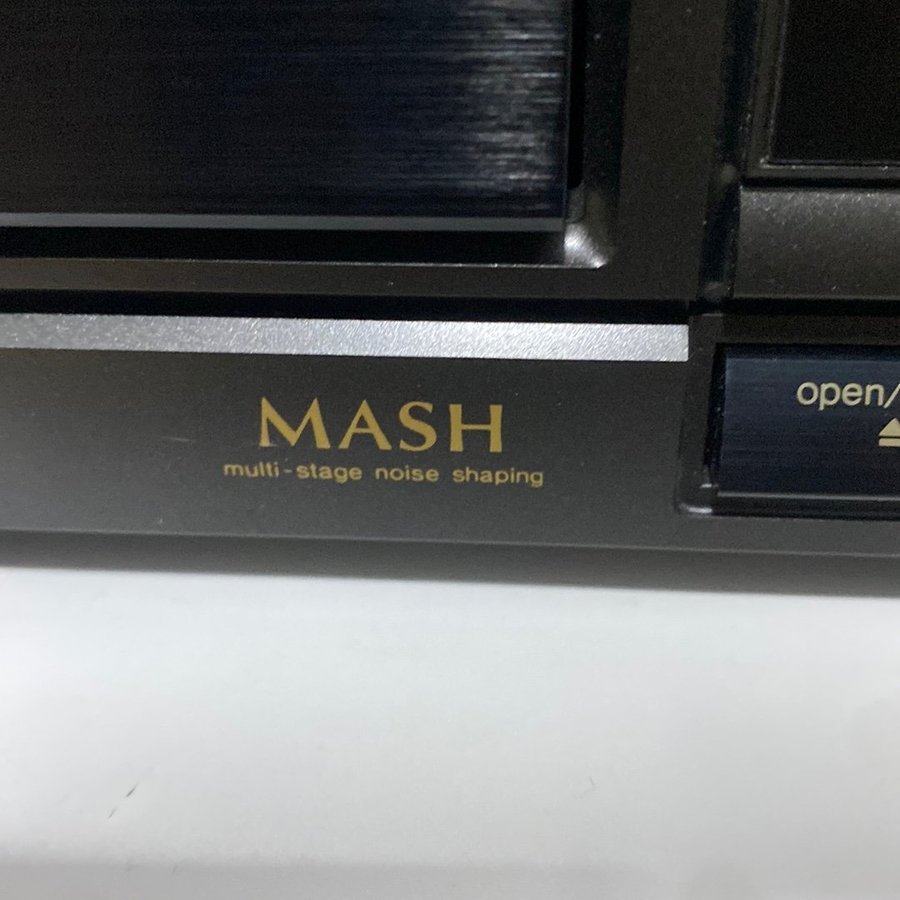 MASH
multi-stage noise shaping
open/